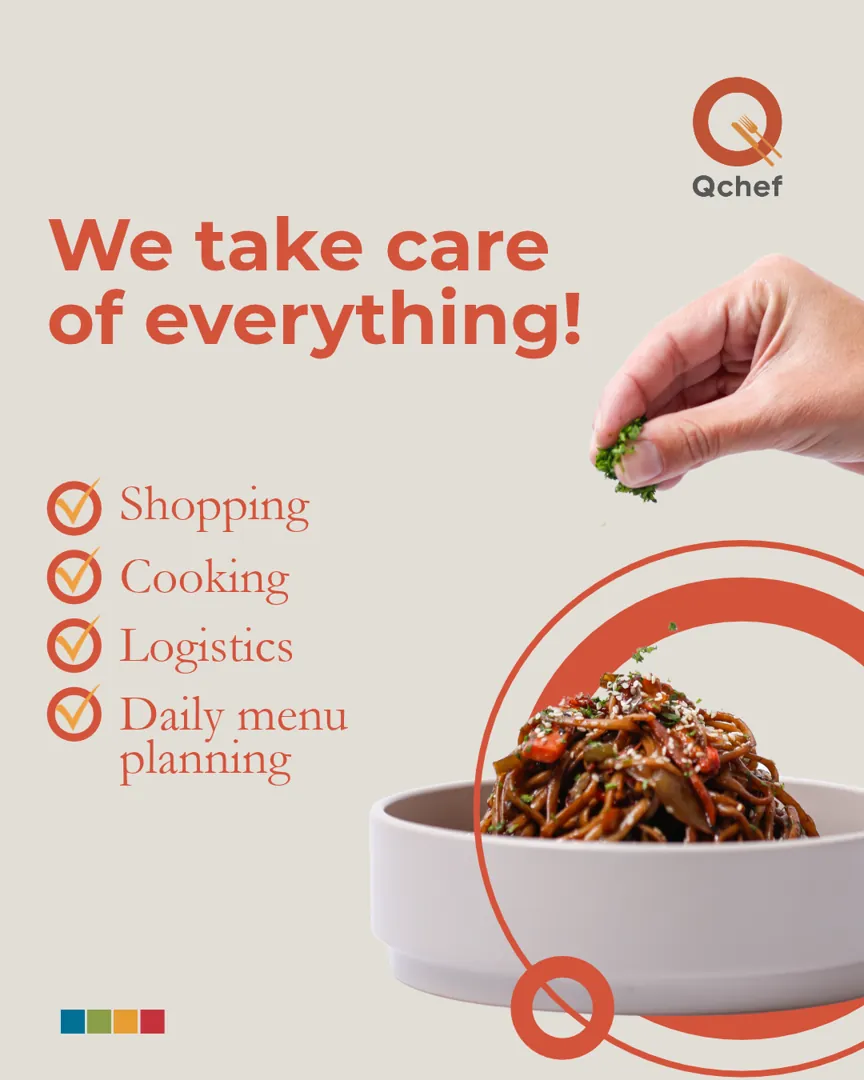 Qchef
We take care
of everything!
Shopping
Cooking
Logistics
Daily menu
planning